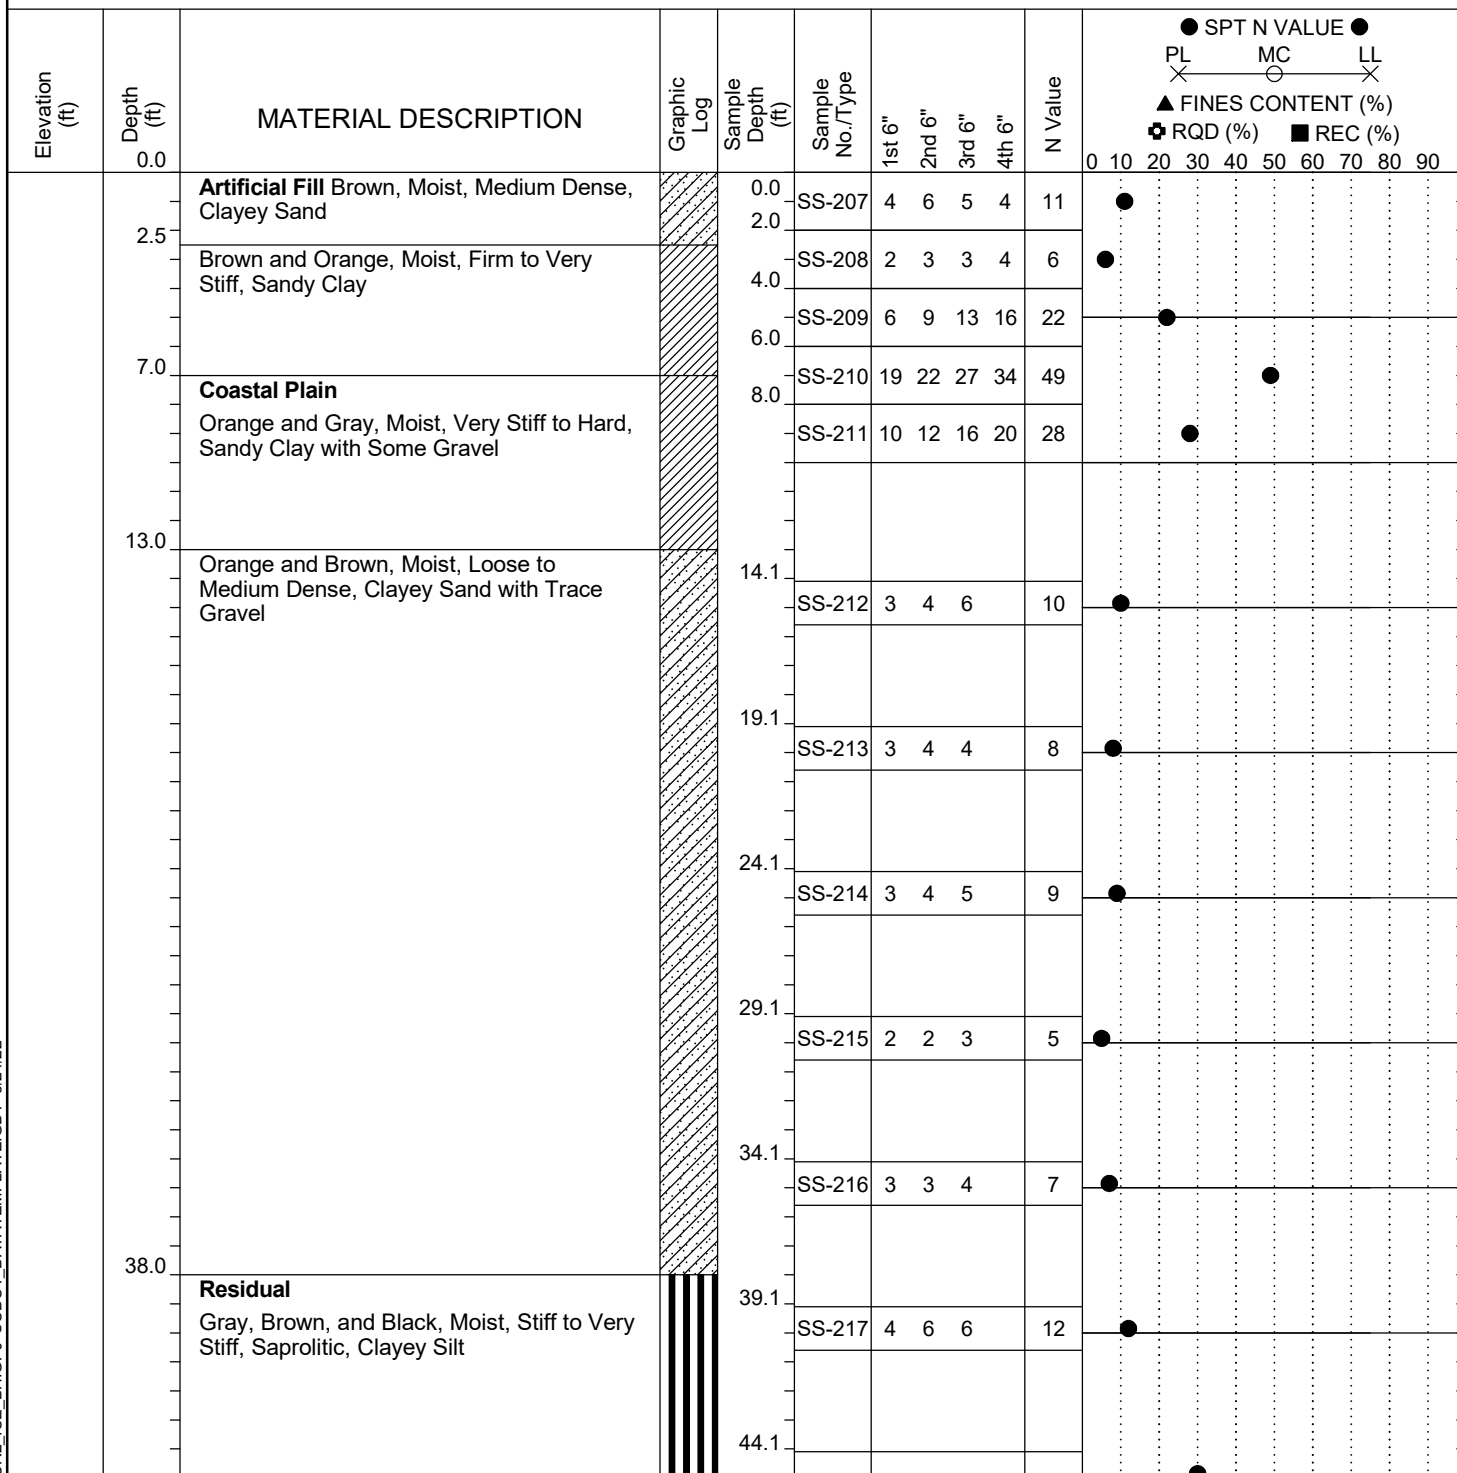 ● SPT N VALUE ●
PL MC LL
▲ FINES CONTENT (%)
RQD (%) ■ REC (%)
0 10 20 30 40 50 60 70 80 90
Elevation
(ft)
Depth
(ft)
0.0
MATERIAL DESCRIPTION
Graphic
Log
Sample
Depth
(ft)
Sample
No./Type
1st 6"
2nd 6"
3rd 6"
4th 6"
N Value
Artificial Fill Brown, Moist, Medium Dense,
Clayey Sand
0.0
SS-207 4 6 5 4 11
2.0
2.5
Brown and Orange, Moist, Firm to Very
Stiff, Sandy Clay
SS-208 2 3 3 4 6
4.0
SS-209 6 9 13 16 22
6.0
7.0
Coastal Plain
SS-210 19 22 27 34 49
8.0
Orange and Gray, Moist, Very Stiff to Hard,
Sandy Clay with Some Gravel
SS-211 10 12 16 20 28
13.0
Orange and Brown, Moist, Loose to
Medium Dense, Clayey Sand with Trace
Gravel
14.1
SS-212 3 4 6 10
19.1
SS-213 3 4 4 8
24.1
SS-214 3 4 5 9
29.1
SS-215 2 2 3 5
34.1
SS-216 3 3 4 7
38.0
Residual
39.1
Gray, Brown, and Black, Moist, Stiff to Very
Stiff, Saprolitic, Clayey Silt
SS-217 4 6 6 12
44.1